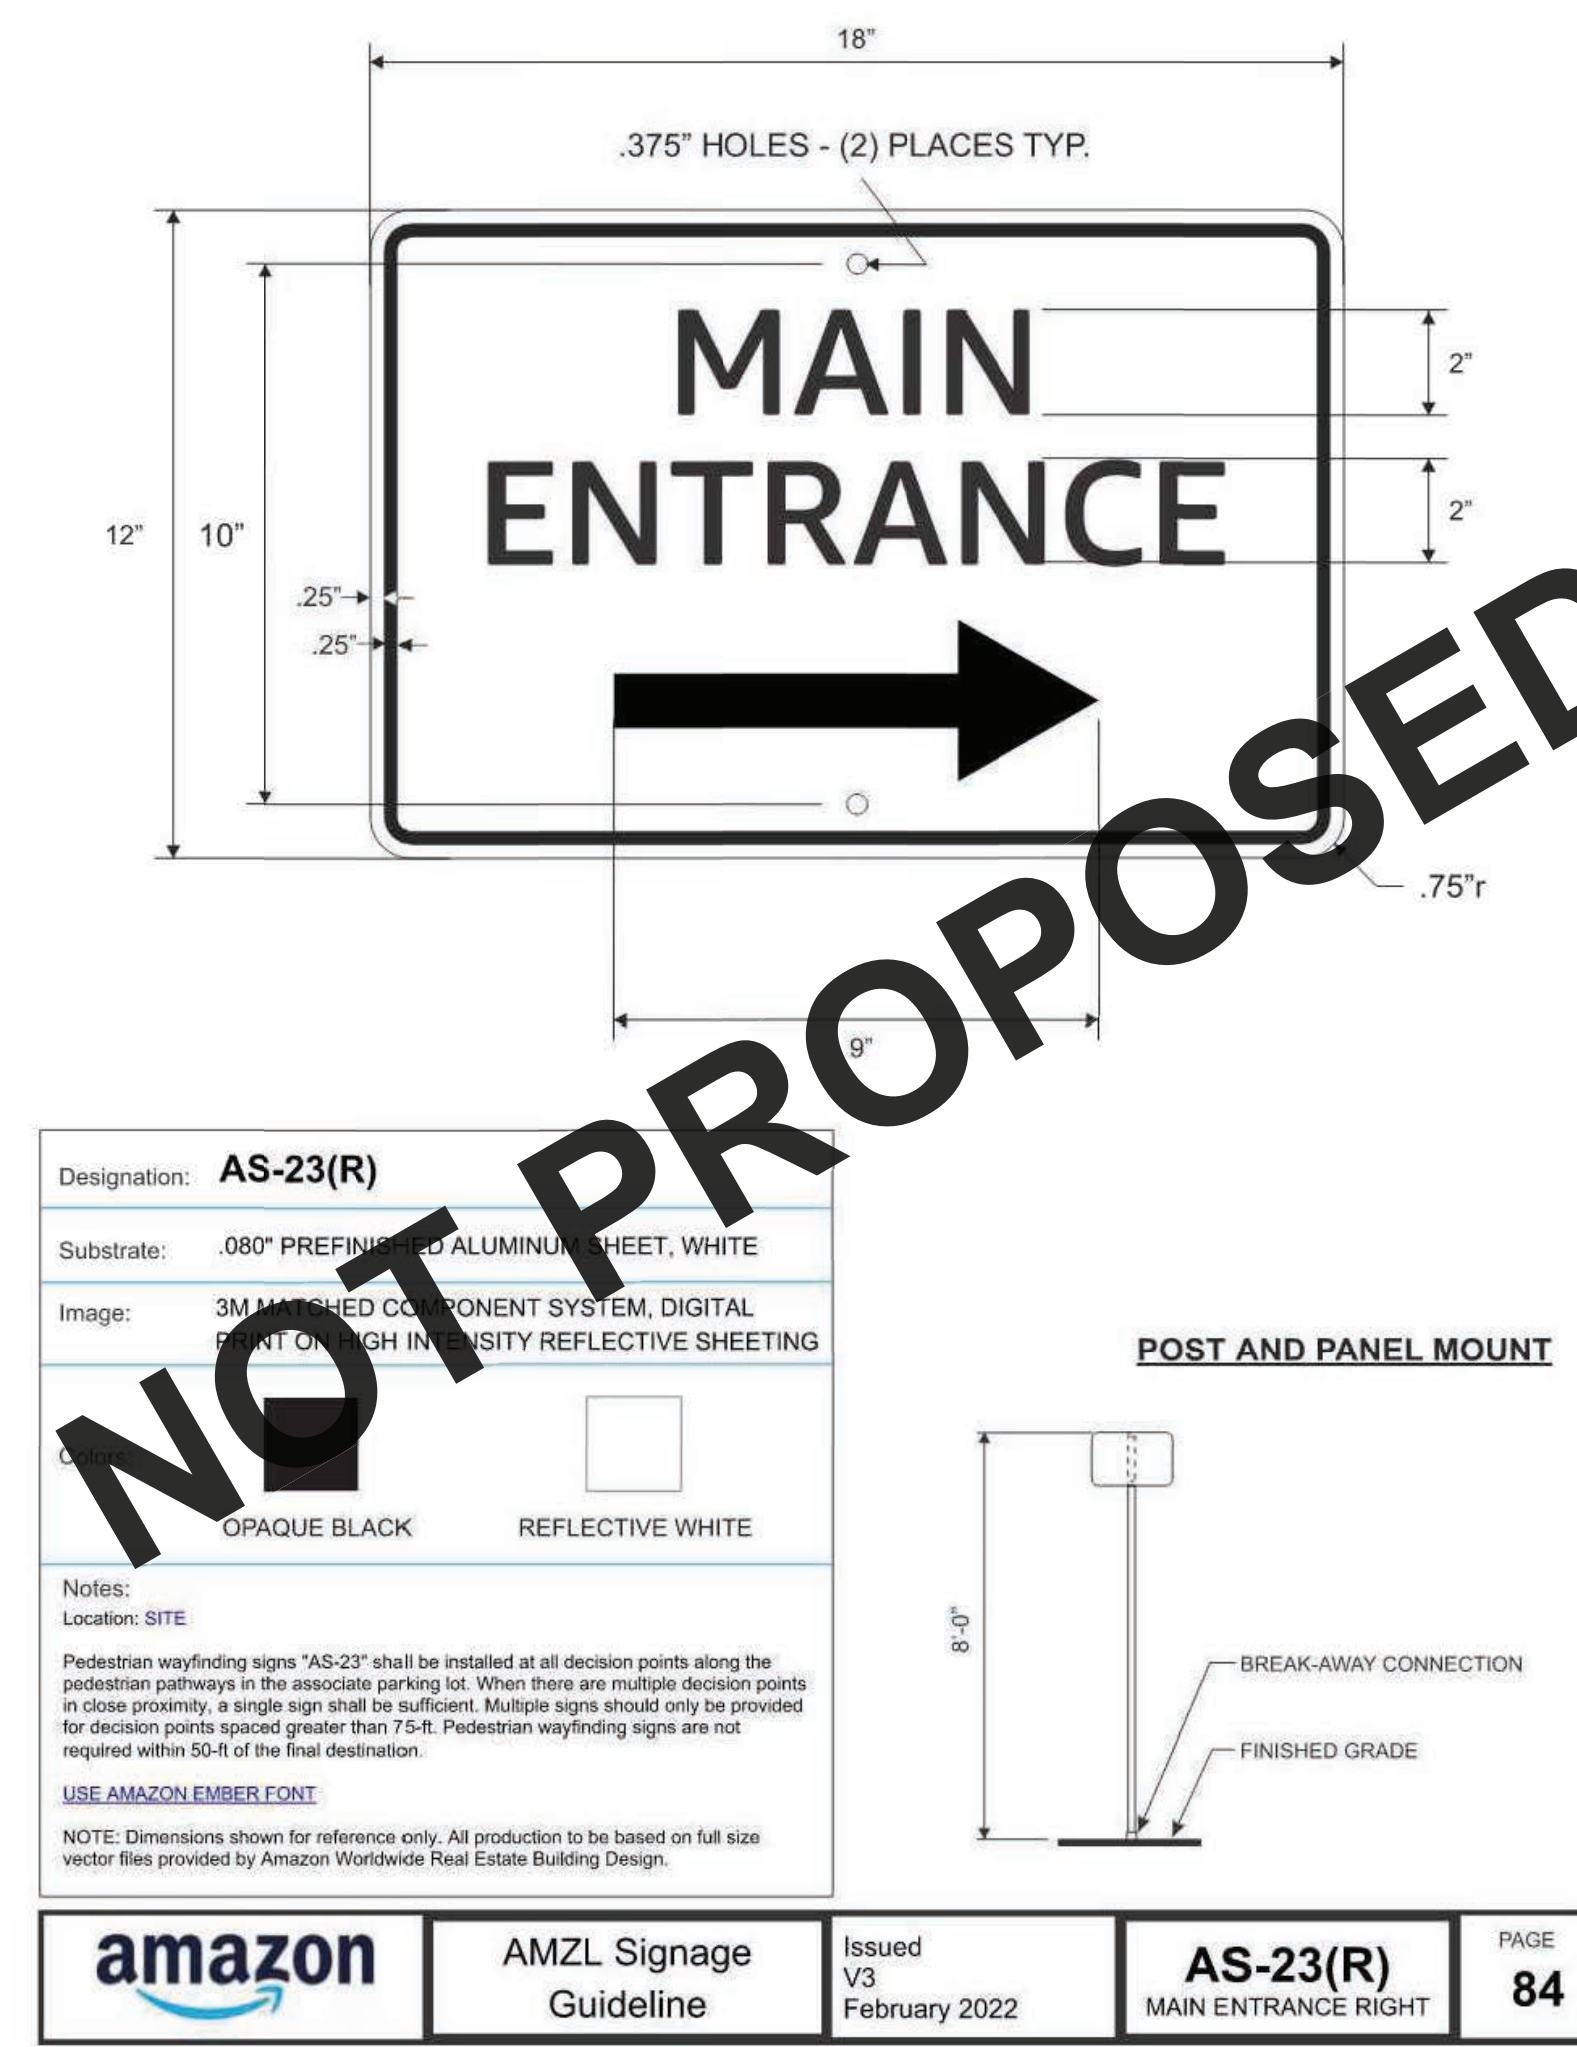 18”
.375” HOLES - (2) PLACES TYP.
MAIN
ENTRANCE
2”
2”
12”
10”
.25”
.25”
.75”r
9”
NOT PROPOSED
Designation: AS-23(R)
Substrate: .080" PREFINISHED ALUMINUM SHEET, WHITE
Image: 3M MATCHED COMPONENT SYSTEM, DIGITAL
PRINT ON HIGH INTENSITY REFLECTIVE SHEETING
Colors:
OPAQUE BLACK
REFLECTIVE WHITE
Notes:
Location: SITE
Pedestrian wayfinding signs "AS-23" shall be installed at all decision points along the
pedestrian pathways in the associate parking lot. When there are multiple decision points
in close proximity, a single sign shall be sufficient. Multiple signs should only be provided
for decision points spaced greater than 75-ft. Pedestrian wayfinding signs are not
required within 50-ft of the final destination.
USE AMAZON EMBER FONT
NOTE: Dimensions shown for reference only. All production to be based on full size
vector files provided by Amazon Worldwide Real Estate Building Design.
POST AND PANEL MOUNT
8'-0"
BREAK-AWAY CONNECTION
FINISHED GRADE
amazon
AMZL Signage
Guideline
Issued
V3
February 2022
AS-23(R)
MAIN ENTRANCE RIGHT
PAGE
84